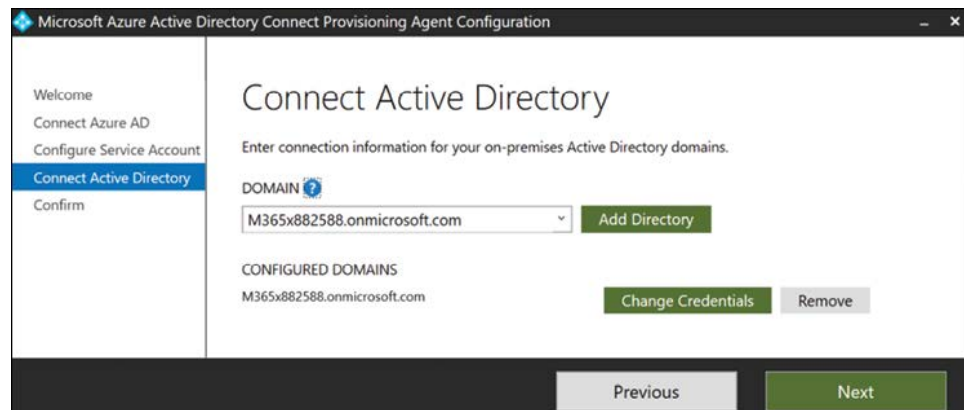 Microsoft Azure Active Directory Connect Provisioning Agent Configuration
Welcome
Connect Azure AD
Configure Service Account
Connect Active Directory
Confirm
Connect Active Directory
Enter connection information for your on-premises Active Directory domains.
DOMAIN ?
M365x882588.onmicrosoft.com
Add Directory
CONFIGURED DOMAINS
M365x882588.onmicrosoft.com
Change Credentials
Remove
Previous
Next